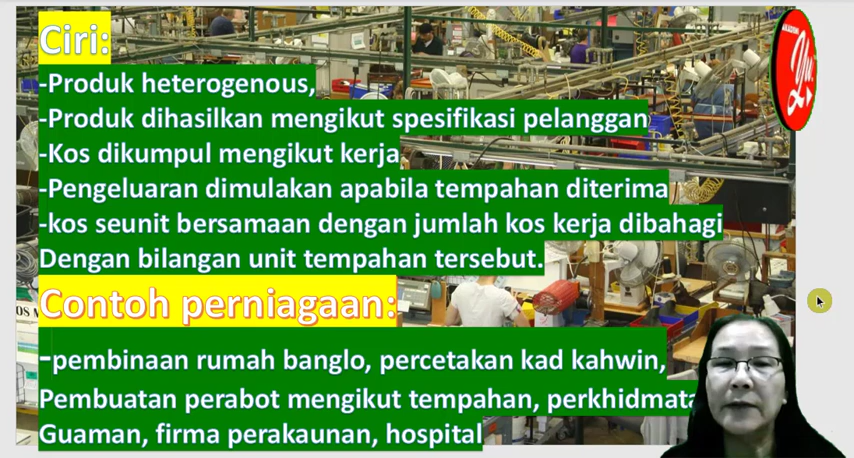 Ciri:
-Produk heterogenous,
-Produk dihasilkan mengikut spesifikasi pelanggan
-Kos dikumpul mengikut kerja
-Pengeluaran dimulakan apabila tempahan diterima
-kos seunit bersamaan dengan jumlah kos kerja dibahagi
Dengan bilangan unit tempahan tersebut.
Contoh perniagaan:
-pembinaan rumah banglo, percetakan kad kahwin,
Pembuatan perabot mengikut tempahan,
Guaman, firma perakaunan, hospital